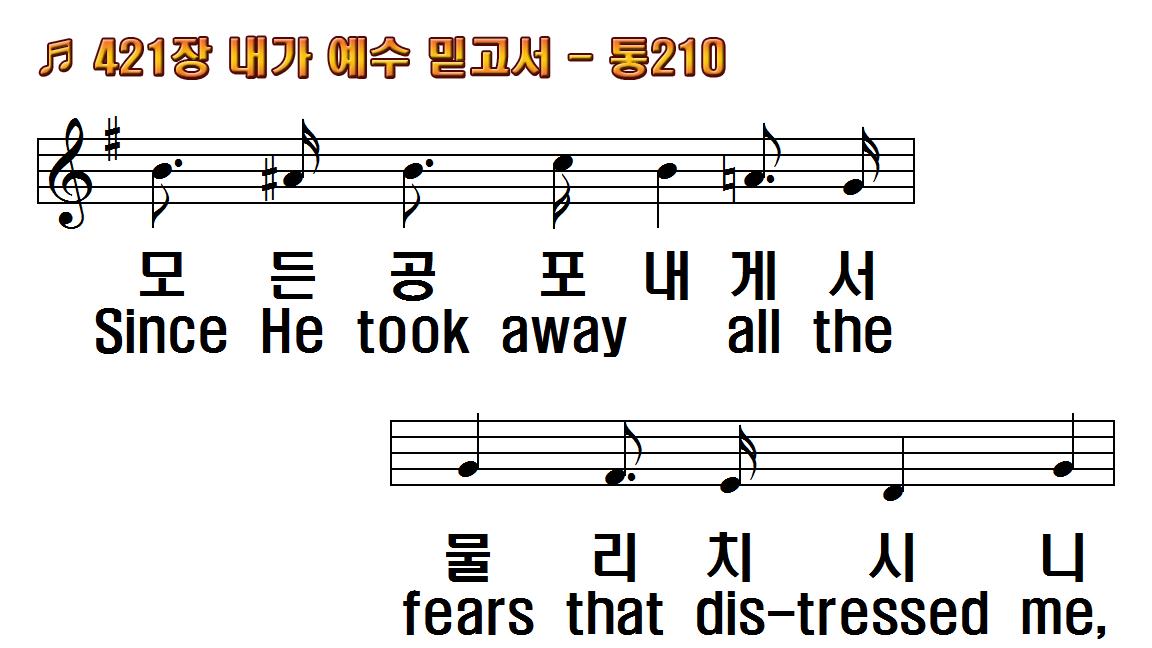 ♬ 421장 내가 예수 믿고서 - 통210
모 든 공 포 내 게 서
Since He took away all the
물 리 치 시 니
fears that dis-tressed me,